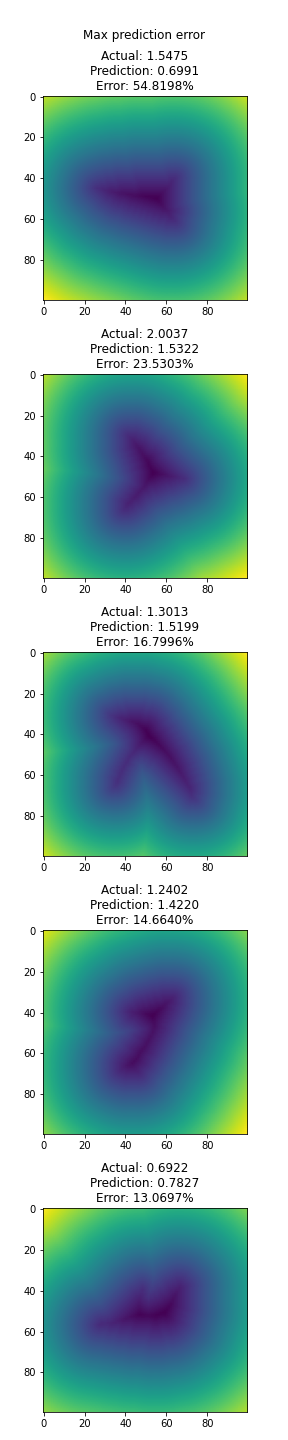 Max prediction error
Actual: 1.5475
Prediction: 0.6991
Error: 54.8198%
0
20
40
60
80
0 20 40 60 80
Actual: 2.0037
Prediction: 1.5322
Error: 23.5303%
0
20
40
60
80
0 20 40 60 80
Actual: 1.3013
Prediction: 1.5199
Error: 16.7996%
0
20
40
60
80
0 20 40 60 80
Actual: 1.2402
Prediction: 1.4220
Error: 14.6640%
0
20
40
60
80
0 20 40 60 80
Actual: 0.6922
Prediction: 0.7827
Error: 13.0697%
0
20
40
60
80
0 20 40 60 80